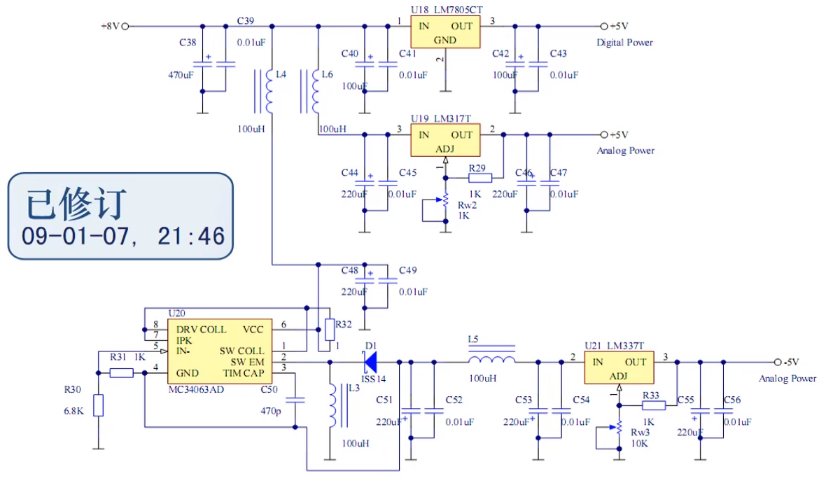 U18 LM7805CT
+8V
C39
0.01uF
C38
470uF
1
IN
OUT
GND
3
2
+5V
Digital Power
C40
100uF
C41
0.01uF
C42
100uF
C43
0.01uF
L4
100uH
L6
100uH
U19 LM317T
3
IN
OUT
ADJ
2
1
+5V
Analog Power
C44
220uF
C45
0.01uF
R29
1K
Rw2
1K
C46
220uF
C47
0.01uF
已修订
09-01-07, 21:46
C48
220uF
C49
0.01uF
U20
8
DRV COLL
VCC
6
7
IPK
5
IN-
SW COLL
1
SW EM
2
4
GND
TIM CAP
3
MC34063AD
R32
1
R31 1K
R30
6.8K
C50
470p
L3
100uH
D1
ISS14
C51
220uF
C52
0.01uF
L5
100uH
C53
220uF
C54
0.01uF
U21 LM337T
2
IN
OUT
ADJ
3
1
-5V
Analog Power
R33
1K
Rw3
10K
C55
220uF
C56
0.01uF